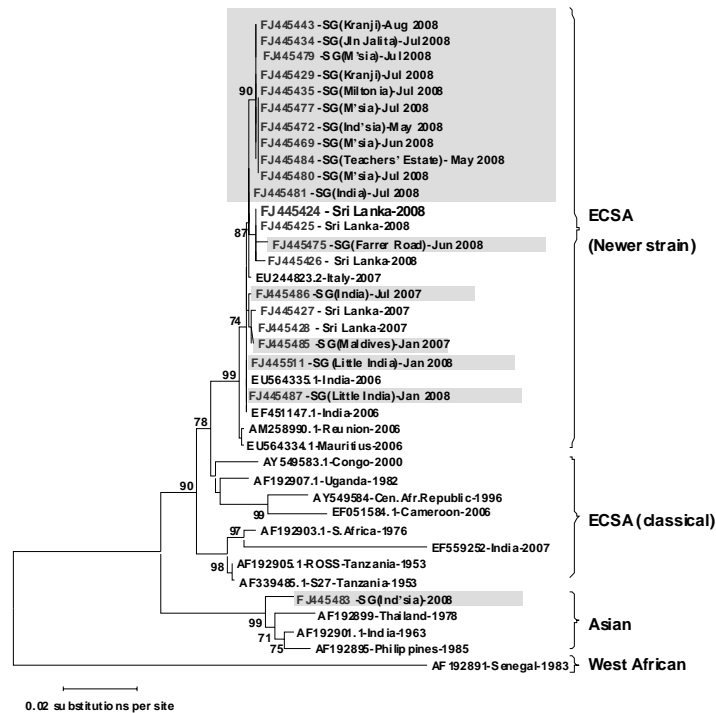 FJ445443 -SG(Kranji)-Aug 2008
FJ445434 -SG(Jln Jalita)-Jul 2008
FJ445479 -SG(M'sia)-Jul 2008
FJ445429 -SG(Kranji)-Jul 2008
90
FJ445435 -SG(Miltonia)-Jul 2008
FJ445477 -SG(M'sia)-Jul 2008
FJ445472 -SG(Ind'sia)-May 2008
FJ445469 -SG(M'sia)-Jun 2008
FJ445484 -SG(Teachers' Estate)- May 2008
FJ445480 -SG(M'sia)-Jul 2008
FJ445481 -SG(India)-Jul 2008
FJ445424 - Sri Lanka-2008
ECSA
FJ445425 - Sri Lanka-2008
87
FJ445475 -SG(Farrer Road)-Jun 2008
(Newer strain)
FJ445426 - Sri Lanka-2008
EU244823.2-Italy-2007
FJ445486 -SG(India)-Jul 2007
FJ445427 - Sri Lanka-2007
74
FJ445428 - Sri Lanka-2007
FJ445485 -SG(Maldives)-Jan 2007
FJ445511 - SG(Little India)-Jan 2008
99
EU564335.1-India-2006
FJ445487 -SG(Little India)-Jan 2008
EF451147.1-India-2006
78
AM258990.1-Reunion-2006
EU564334.1-Mauritius-2006
AY549583.1-Congo-2000
AF192907.1-Uganda-1982
90
AY549584-Cen.Afr.Republic-1996
99
EF051584.1-Cameroon-2006
ECSA (classical)
97
AF192903.1-S.Africa-1976
EF559252-India-2007
98
AF192905.1-ROSS-Tanzania-1953
AF339485.1-S27-Tanzania-1953
FJ445483 -SG(Ind'sia)-2008
99
AF192899-Thailand-1978
Asian
71
AF192901.1-India-1963
75
AF192895-Philippines-1985
AF192891-Senegal-1983
West African
0.02 substitutions per site